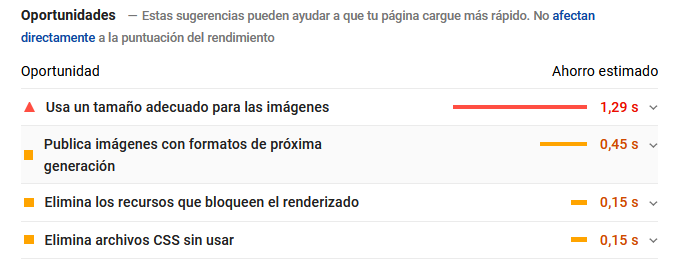 Oportunidades — Estas sugerencias pueden ayudar a que tu página cargue más rápido. No afectan
directamente a la puntuación del rendimiento
Oportunidad Ahorro estimado
Usa un tamaño adecuado para las imágenes 1,29 s
Publica imágenes con formatos de próxima
generación 0,45 s
Elimina los recursos que bloqueen el renderizado 0,15 s
Elimina archivos CSS sin usar 0,15 s